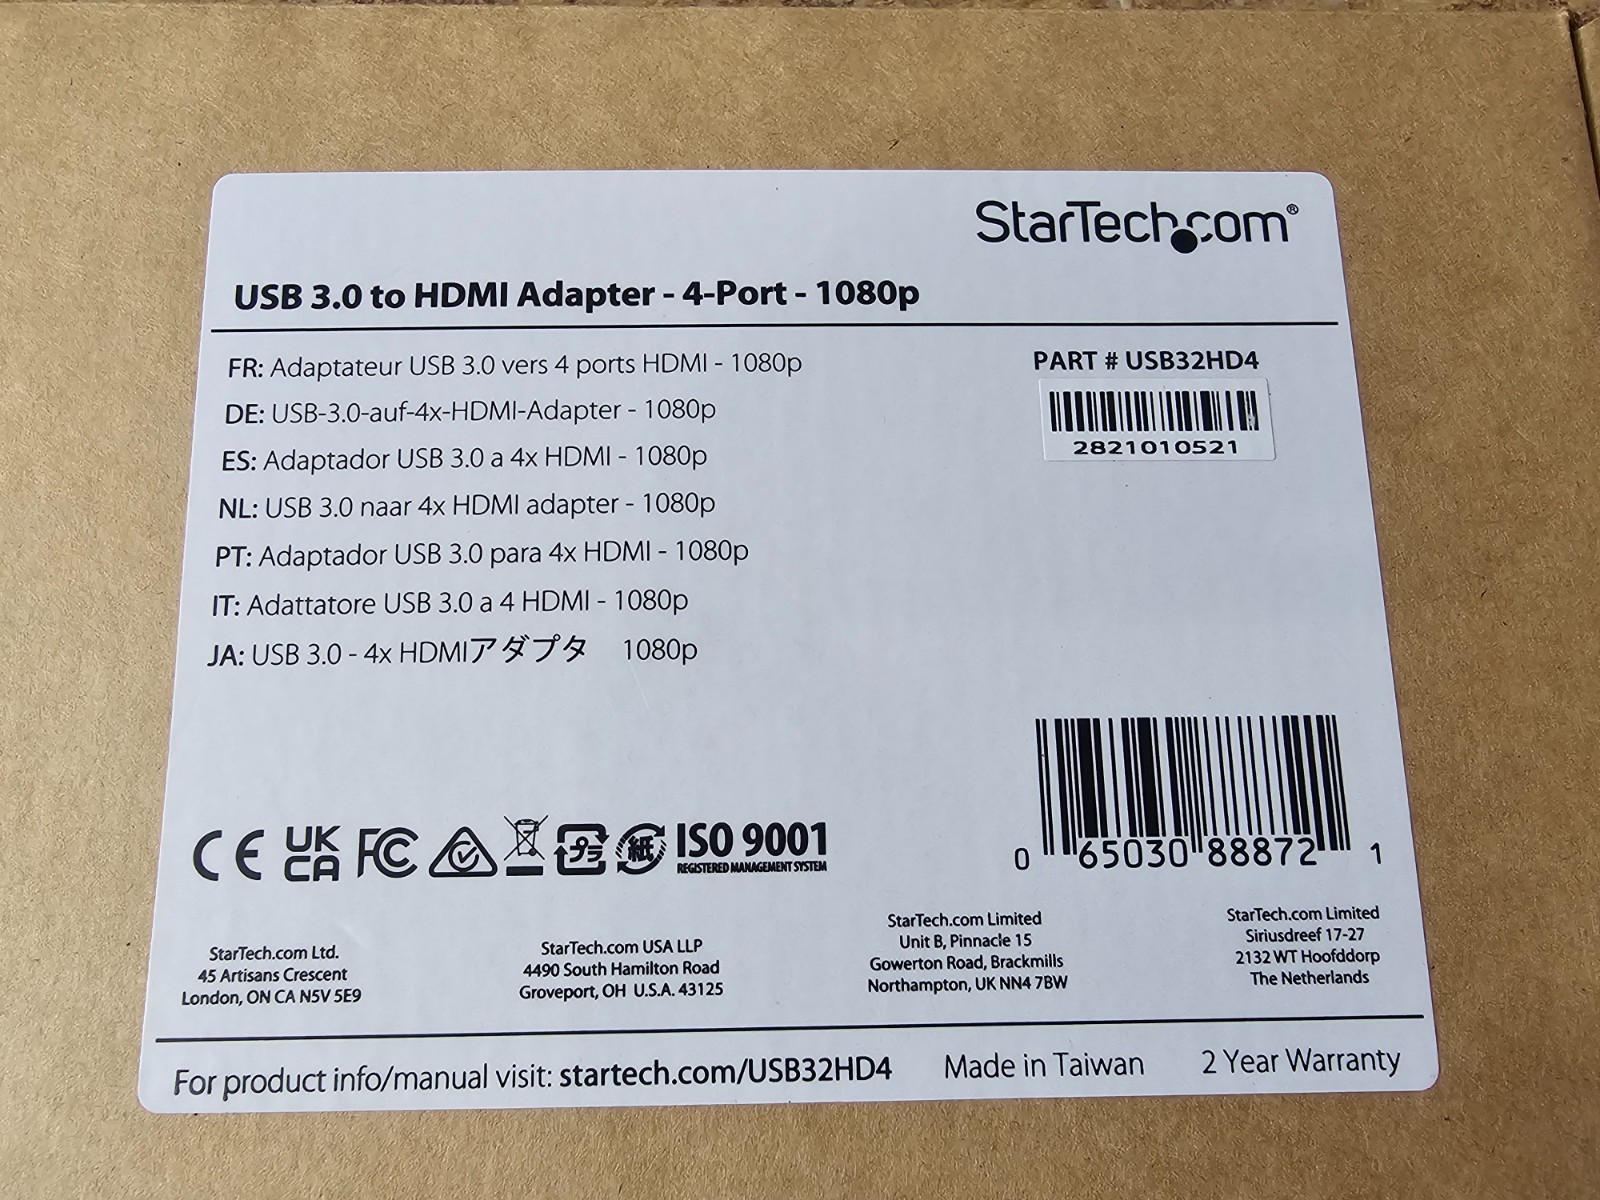 StarTech.com®
USB 3.0 to HDMI Adapter - 4-Port - 1080p
FR: Adaptateur USB 3.0 vers 4 ports HDMI - 1080p
DE: USB-3.0-auf-4x-HDMI-Adapter - 1080p
ES: Adaptador USB 3.0 a 4x HDMI - 1080p
NL: USB 3.0 naar 4x HDMI adapter - 1080p
PT: Adaptador USB 3.0 para 4x HDMI - 1080p
IT: Adattatore USB 3.0 a 4 HDMI - 1080p
JA: USB 3.0 - 4x HDMIアダプタ 1080p
PART # USB32HD4
2821010521
CE UK CA FC プラ 紙 ISO 9001
REGISTERED MANAGEMENT SYSTEM
0 65030 88872 1
StarTech.com Ltd.
45 Artisans Crescent
London, ON CA N5V 5E9
StarTech.com USA LLP
4490 South Hamilton Road
Groveport, OH U.S.A. 43125
StarTech.com Limited
Unit B, Pinnacle 15
Gowerton Road, Brackmills
Northampton, UK NN4 7BW
StarTech.com Limited
Siriusdreef 17-27
2132 WT Hoofddorp
The Netherlands
For product info/manual visit: startech.com/USB32HD4 Made in Taiwan 2 Year Warranty